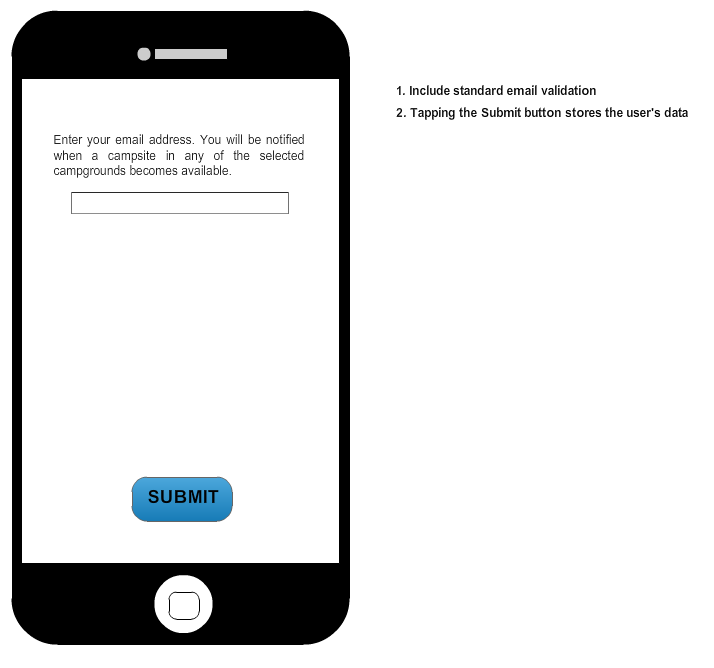 Enter your email address. You will be notified
when a campsite in any of the selected
campgrounds becomes available.
SUBMIT
1. Include standard email validation
2. Tapping the Submit button stores the user's data